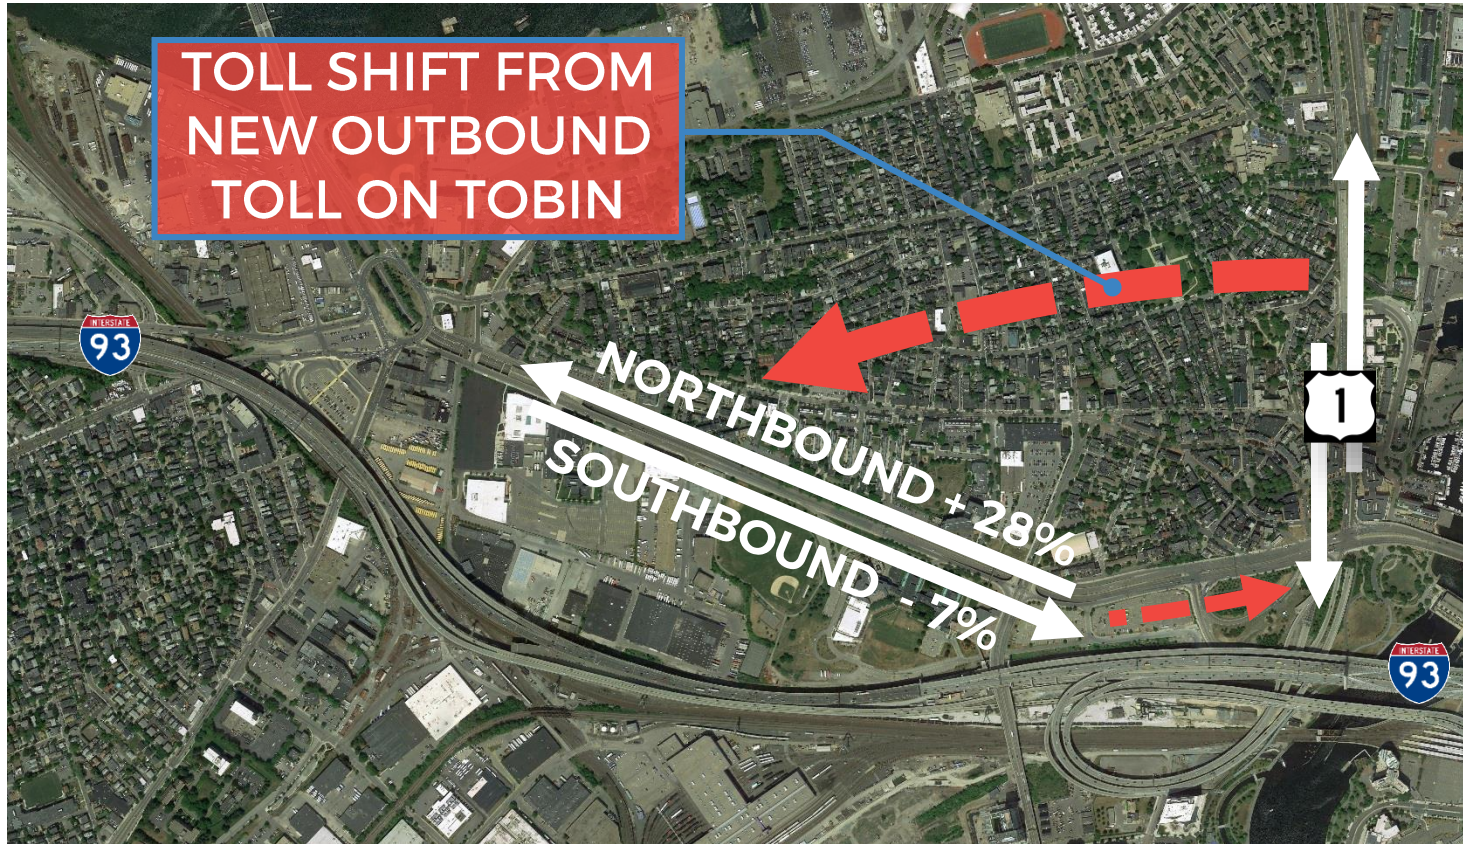 TOLL SHIFT FROM
NEW OUTBOUND
TOLL ON TOBIN
INTERSTATE
93
NORTHBOUND + 28%
SOUTHBOUND - 7%
1
INTERSTATE
93